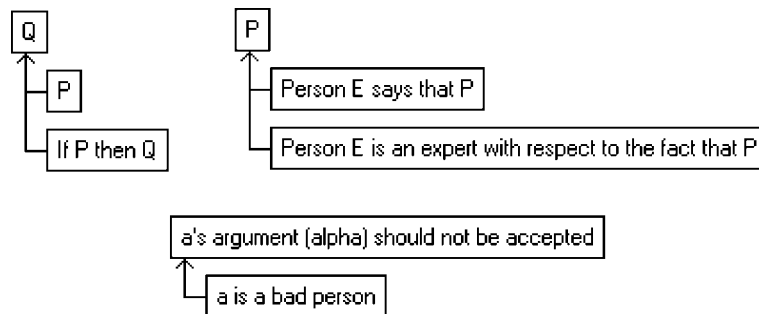 Q
P
If P then Q
P
Person E says that P
Person E is an expert with respect to the fact that P
a's argument (alpha) should not be accepted
a is a bad person